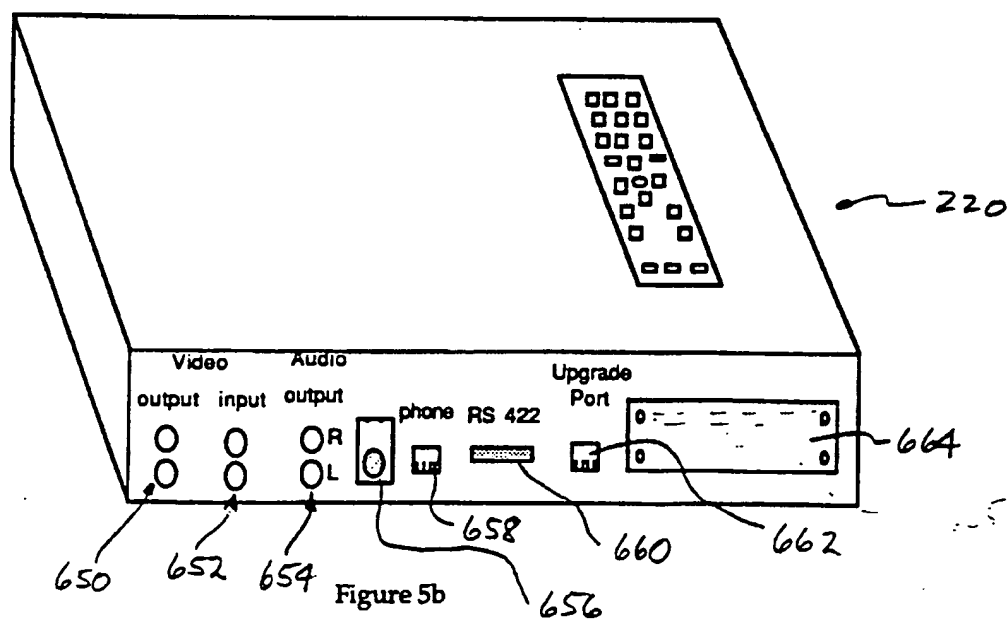 220
Video Audio
output input output
Upgrade
Port
phone RS 422
R
L
664
650 652 654 658 660 662
656
Figure 5b